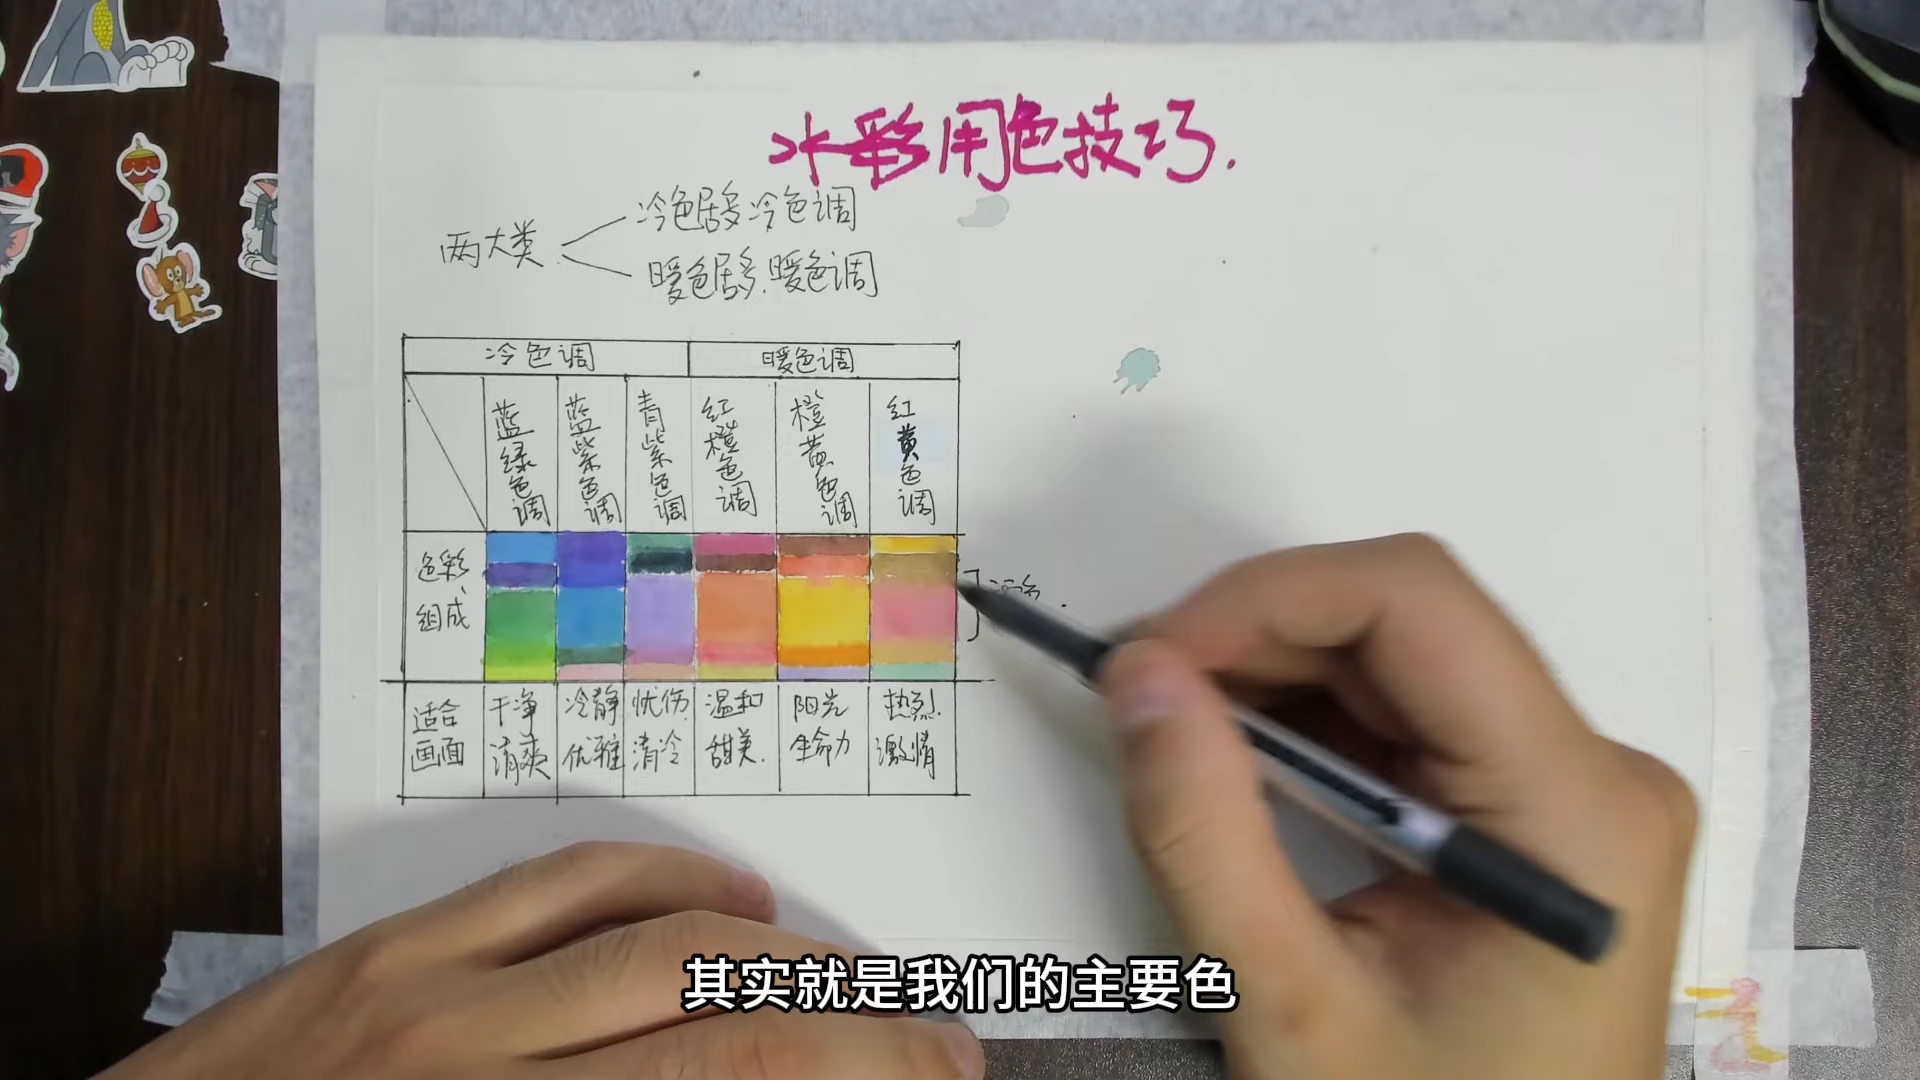 水彩用色技巧.
两大类
冷色居多冷色调
暖色居多.暖色调
冷色调 暖色调
蓝绿色调 蓝紫色调 青紫色调 红橙色调 橙黄色调 红黄色调
色彩、组成
适合画面 干净清爽 冷静优雅 忧伤清冷 温和甜美. 阳光生命力 热烈.激情
其实就是我们的主要色